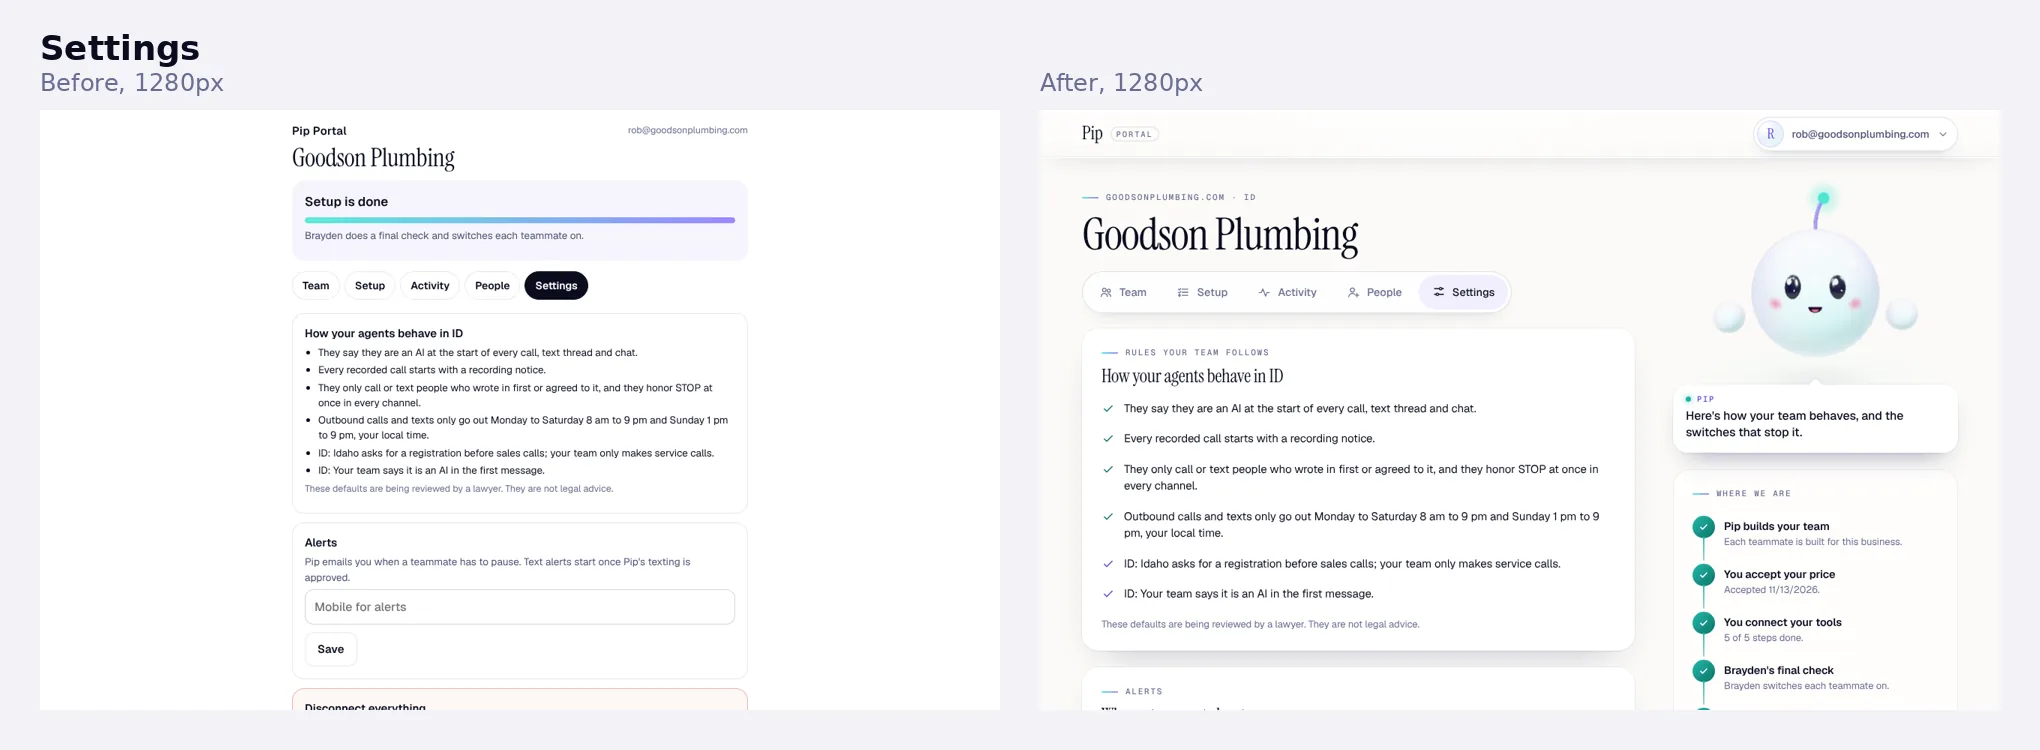 Settings
Before, 1280px
Pip Portal
rob@goodsonplumbing.com
Goodson Plumbing
Setup is done
Brayden does a final check and switches each teammate on.
Team
Setup
Activity
People
Settings
How your agents behave in ID
They say they are an AI at the start of every call, text thread and chat.
Every recorded call starts with a recording notice.
They only call or text people who wrote in first or agreed to it, and they honor STOP at
once in every channel.
Outbound calls and texts only go out Monday to Saturday 8 am to 9 pm and Sunday 1 pm
to 9 pm, your local time.
ID: Idaho asks for a registration before sales calls; your team only makes service calls.
ID: Your team says it is an AI in the first message.
These defaults are being reviewed by a lawyer. They are not legal advice.
Alerts
Pip emails you when a teammate has to pause. Text alerts start once Pip's texting is
approved.
Mobile for alerts
Save
Disconnect everything
After, 1280px
Pip
PORTAL
R
rob@goodsonplumbing.com
GOODSONPLUMBING.COM · ID
Goodson Plumbing
Team
Setup
Activity
People
Settings
RULES YOUR TEAM FOLLOWS
How your agents behave in ID
They say they are an AI at the start of every call, text thread and chat.
Every recorded call starts with a recording notice.
They only call or text people who wrote in first or agreed to it, and they honor STOP at once in
every channel.
Outbound calls and texts only go out Monday to Saturday 8 am to 9 pm and Sunday 1 pm to 9
pm, your local time.
ID: Idaho asks for a registration before sales calls; your team only makes service calls.
ID: Your team says it is an AI in the first message.
These defaults are being reviewed by a lawyer. They are not legal advice.
ALERTS
PIP
Here's how your team behaves, and the
switches that stop it.
WHERE WE ARE
Pip builds your team
Each teammate is built for this business.
You accept your price
Accepted 11/13/2026.
You connect your tools
5 of 5 steps done.
Brayden's final check
Brayden switches each teammate on.